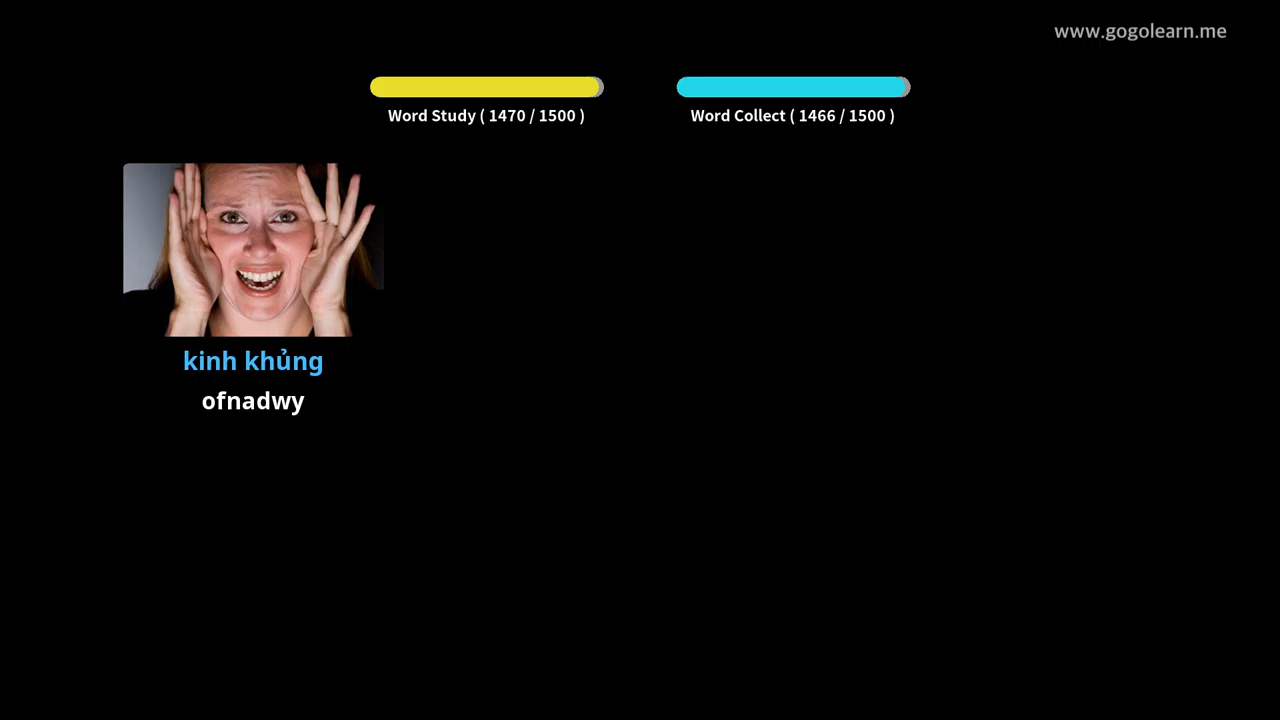 www.gogolearn.me
Word Study ( 1470 / 1500 )
Word Collect ( 1466 / 1500 )
kinh khủng
ofnadwy